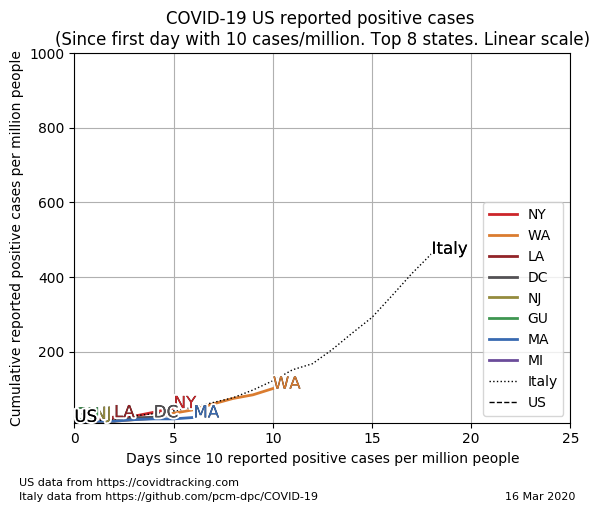 COVID-19 US reported positive cases
(Since first day with 10 cases/million. Top 8 states. Linear scale)
Cumulative reported positive cases per million people
1000
800
600
400
200
Italy
WA
NY
MA
DC
LA
NJ
US
NY
WA
LA
DC
NJ
GU
MA
MI
Italy
US
0 5 10 15 20 25
Days since 10 reported positive cases per million people
US data from https://covidtracking.com
Italy data from https://github.com/pcm-dpc/COVID-19 16 Mar 2020